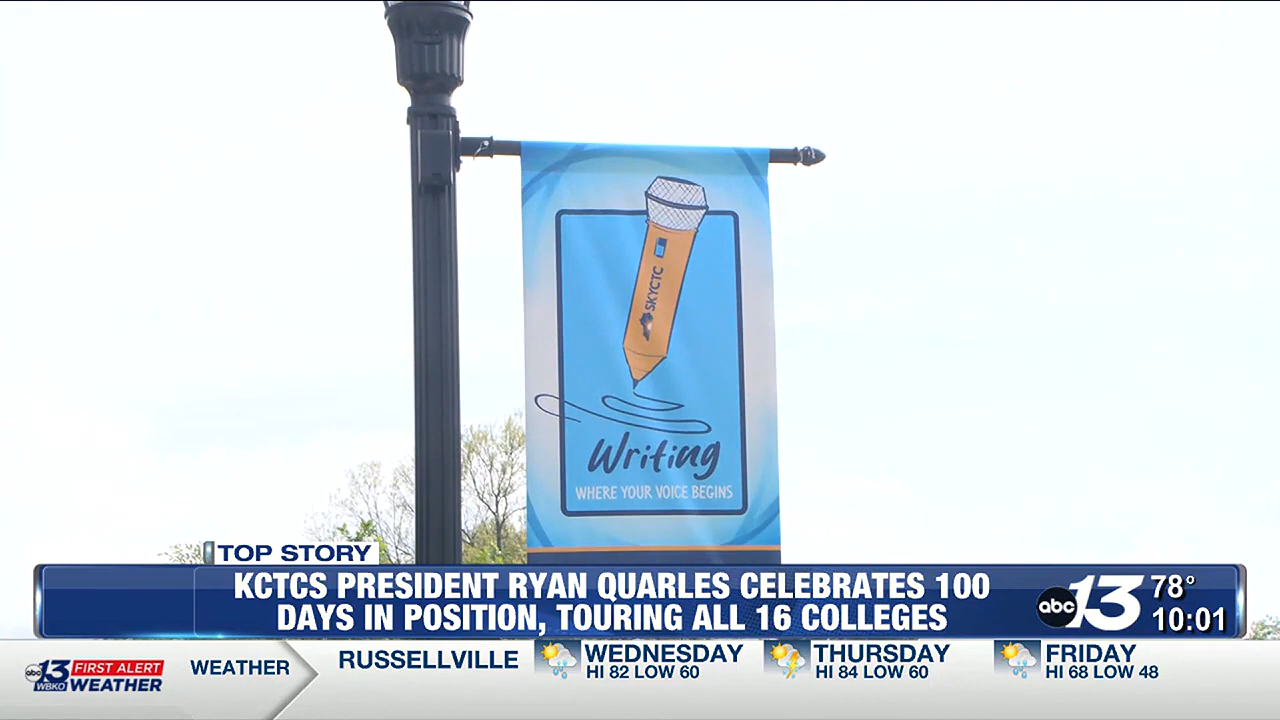 SKYCTC
Writing
WHERE YOUR VOICE BEGINS
TOP STORY
KCTCS PRESIDENT RYAN QUARLES CELEBRATES 100
DAYS IN POSITION, TOURING ALL 16 COLLEGES
abc 13
78°
10:01
abc 13 WBKO FIRST ALERT WEATHER
WEATHER
RUSSELLVILLE
WEDNESDAY
HI 82 LOW 60
THURSDAY
HI 84 LOW 60
FRIDAY
HI 68 LOW 48